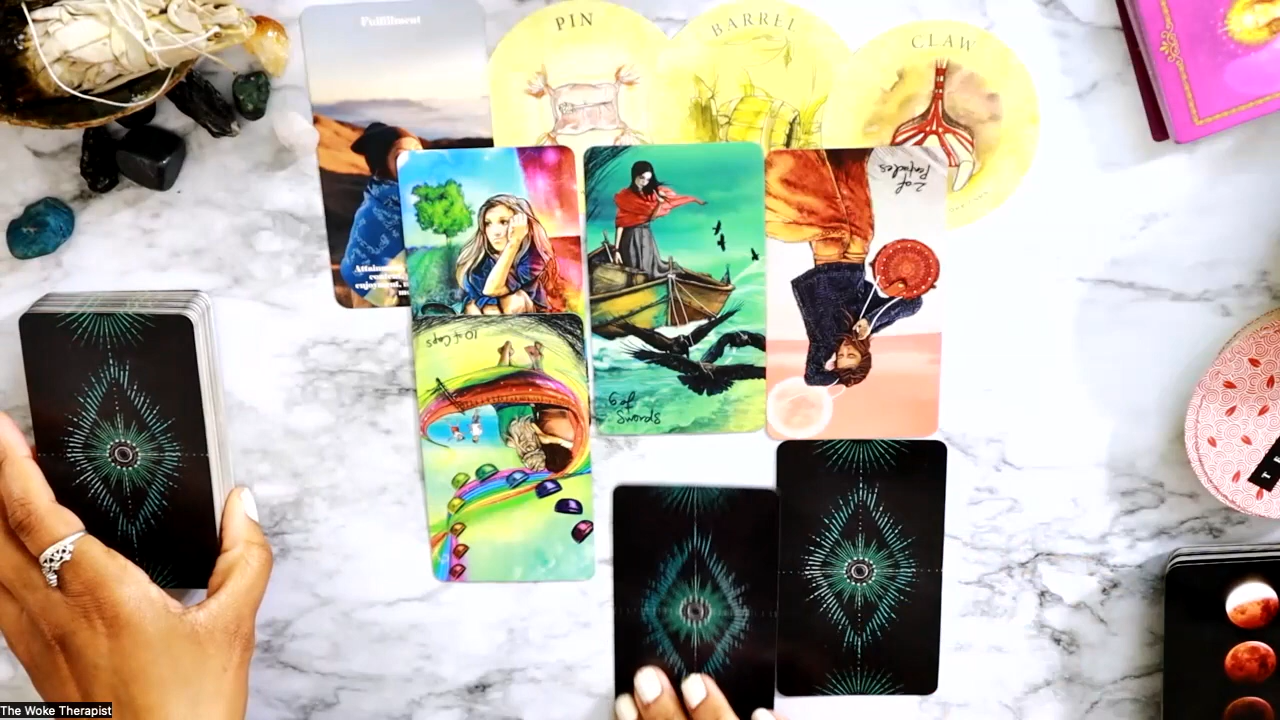 Fulfillment
PIN
BARREL
CLAW
2 of
Pentacles
10 of Cups
6 of
Swords
The Woke Therapist